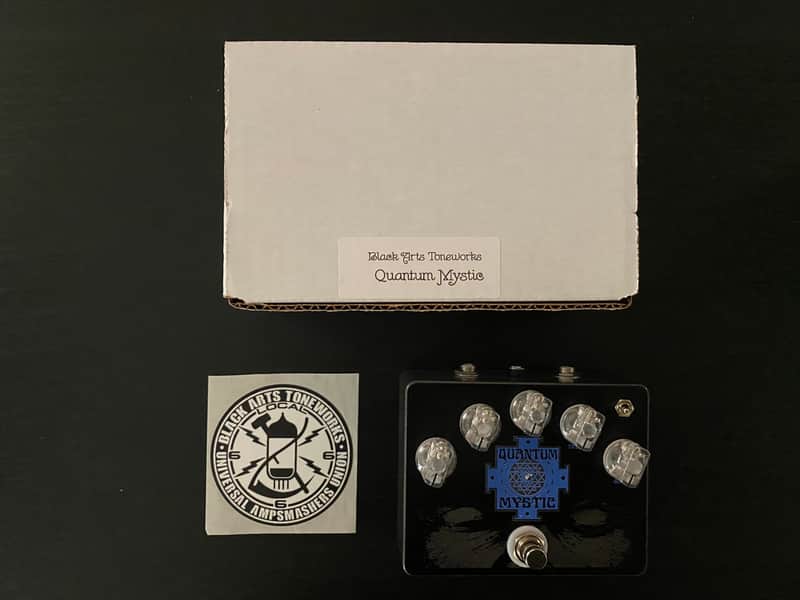 Black Arts Toneworks
Quantum Mystic
BLACK ARTS TONEWORKS
LOCAL
6 6
6
UNIVERSAL AMPSMASHERS UNION
QUANTUM
MYSTIC